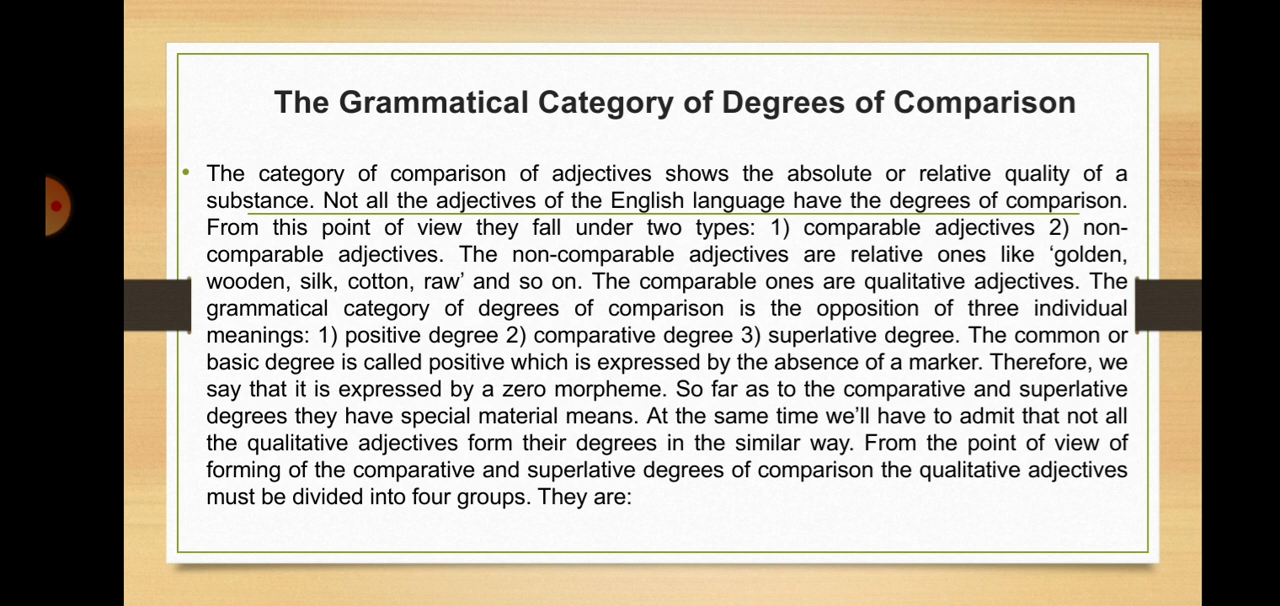 The Grammatical Category of Degrees of Comparison
• The category of comparison of adjectives shows the absolute or relative quality of a
substance. Not all the adjectives of the English language have the degrees of comparison.
From this point of view they fall under two types: 1) comparable adjectives 2) non-
comparable adjectives. The non-comparable adjectives are relative ones like ‘golden,
wooden, silk, cotton, raw’ and so on. The comparable ones are qualitative adjectives. The
grammatical category of degrees of comparison is the opposition of three individual
meanings: 1) positive degree 2) comparative degree 3) superlative degree. The common or
basic degree is called positive which is expressed by the absence of a marker. Therefore, we
say that it is expressed by a zero morpheme. So far as to the comparative and superlative
degrees they have special material means. At the same time we’ll have to admit that not all
the qualitative adjectives form their degrees in the similar way. From the point of view of
forming of the comparative and superlative degrees of comparison the qualitative adjectives
must be divided into four groups. They are: